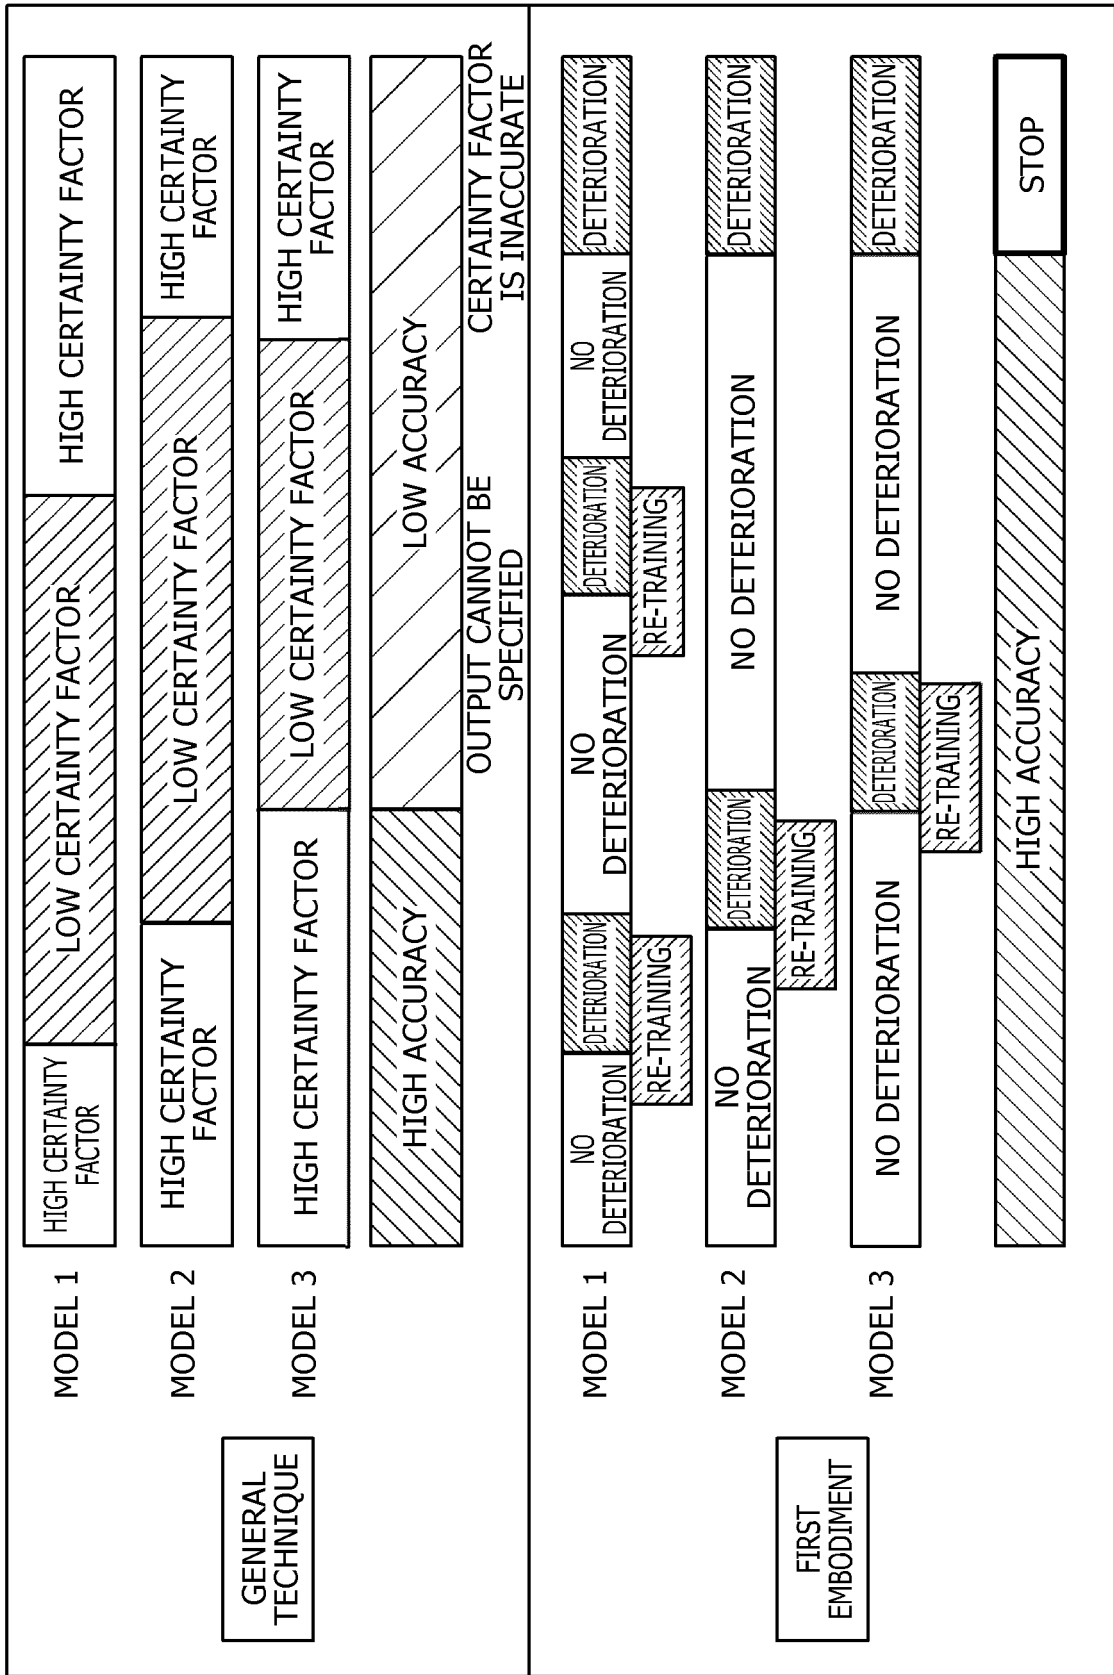 GENERAL
TECHNIQUE
MODEL 1
HIGH CERTAINTY
FACTOR
LOW CERTAINTY FACTOR
HIGH CERTAINTY FACTOR
MODEL 2
HIGH CERTAINTY
FACTOR
LOW CERTAINTY FACTOR
HIGH CERTAINTY
FACTOR
MODEL 3
HIGH CERTAINTY FACTOR
LOW CERTAINTY FACTOR
HIGH CERTAINTY
FACTOR
HIGH ACCURACY
LOW ACCURACY
OUTPUT CANNOT BE
SPECIFIED
CERTAINTY FACTOR
IS INACCURATE
FIRST
EMBODIMENT
MODEL 1
NO
DETERIORATION
DETERIORATION
NO
DETERIORATION
DETERIORATION
NO
DETERIORATION
DETERIORATION
RE-TRAINING
RE-TRAINING
MODEL 2
NO
DETERIORATION
DETERIORATION
NO DETERIORATION
DETERIORATION
RE-TRAINING
MODEL 3
NO DETERIORATION
DETERIORATION
NO DETERIORATION
DETERIORATION
RE-TRAINING
HIGH ACCURACY
STOP